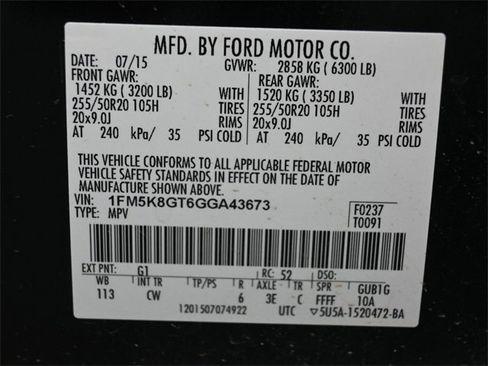 MFD. BY FORD MOTOR CO.
DATE: 07/15 GVWR: 2858 KG (6300 LB)
FRONT GAWR: REAR GAWR:
1452 KG (3200 LB) WITH 1520 KG (3350 LB) WITH
255/50R20 105H TIRES 255/50R20 105H TIRES
20x9.0J RIMS 20x9.0J RIMS
AT 240 kPa/ 35 PSI COLD AT 240 kPa/ 35 PSI COLD
THIS VEHICLE CONFORMS TO ALL APPLICABLE FEDERAL MOTOR
VEHICLE SAFETY STANDARDS IN EFFECT ON THE DATE OF
MANUFACTURE SHOWN ABOVE.
VIN: 1FM5K8GT6GGA43673 F0237
TYPE: MPV T0091
EXT PNT: G1 RC: 52 DSO:
WB INT TR TP/PS R AXLE TR SPR GUB1G
113 CW 6 3E C FFFF 10A
1201507074922 UTC ▽5U5A-1520472-BA